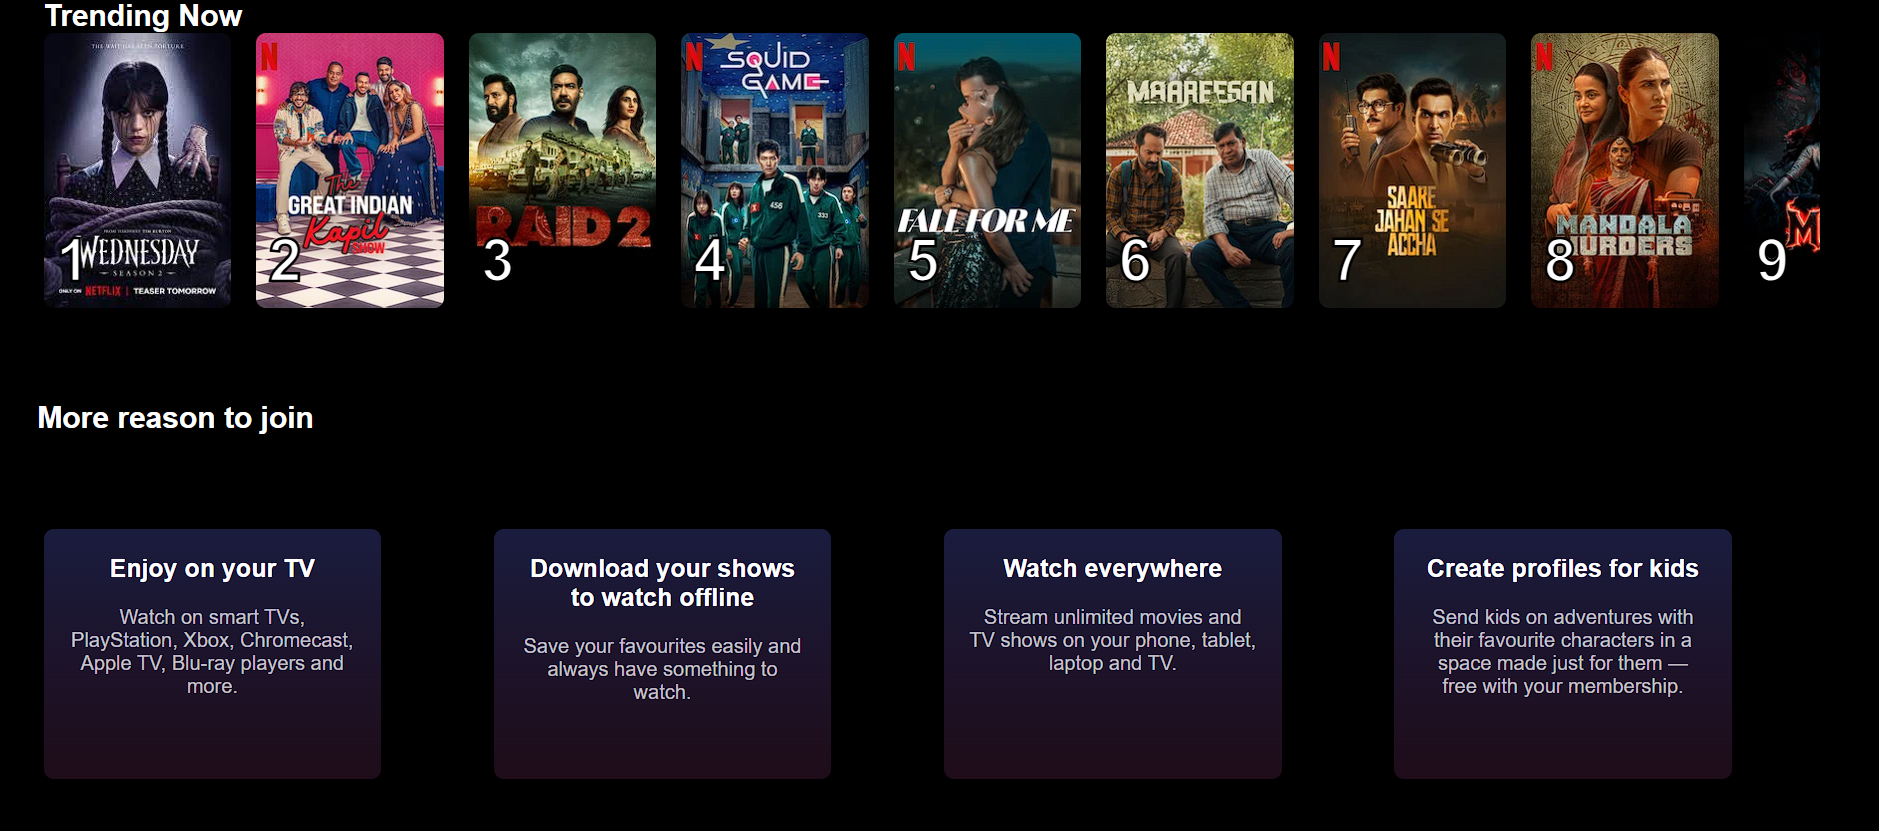 Trending Now
THE WAIT HAS BEEN TORTURE
FROM VISIONARY TIM BURTON
WEDNESDAY
SEASON 2
ONLY ON NETFLIX | TEASER TOMORROW
1
N
The
GREAT INDIAN
Kapil
SHOW
2
RAID 2
3
N
SQUID
GAME
456
333
4
N
FALL FOR ME
5
MAAREESAN
6
N
SAARE
JAHAN SE
ACCHA
7
N
MANDALA
MURDERS
8
M
9
More reason to join
Enjoy on your TV
Watch on smart TVs,
PlayStation, Xbox, Chromecast,
Apple TV, Blu-ray players and
more.
Download your shows
to watch offline
Save your favourites easily and
always have something to
watch.
Watch everywhere
Stream unlimited movies and
TV shows on your phone, tablet,
laptop and TV.
Create profiles for kids
Send kids on adventures with
their favourite characters in a
space made just for them —
free with your membership.